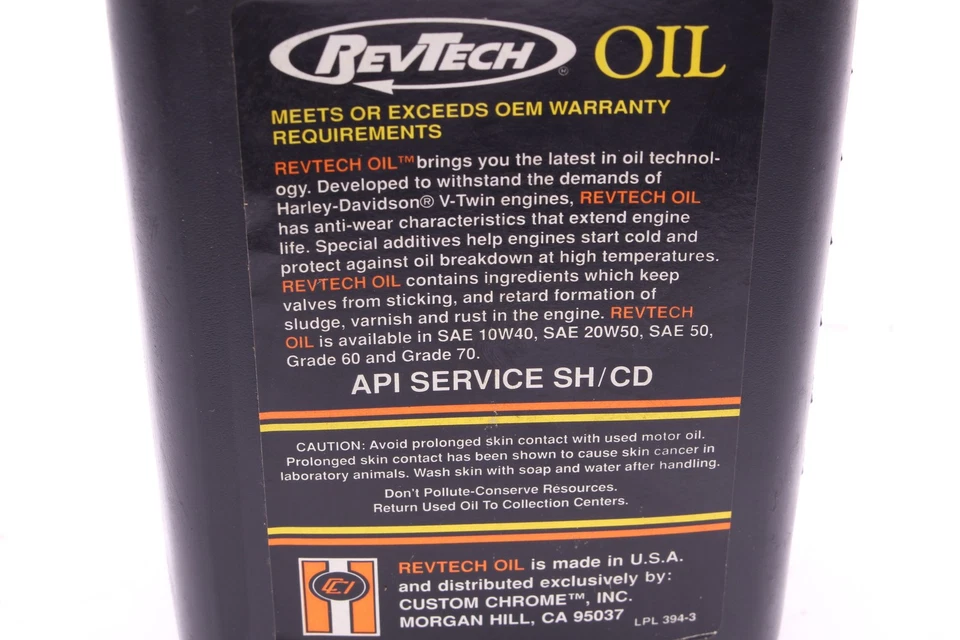 REVTECH® OIL
MEETS OR EXCEEDS OEM WARRANTY
REQUIREMENTS
REVTECH OIL™ brings you the latest in oil technol-
ogy. Developed to withstand the demands of
Harley-Davidson® V-Twin engines, REVTECH OIL
has anti-wear characteristics that extend engine
life. Special additives help engines start cold and
protect against oil breakdown at high temperatures.
REVTECH OIL contains ingredients which keep
valves from sticking, and retard formation of
sludge, varnish and rust in the engine. REVTECH
OIL is available in SAE 10W40, SAE 20W50, SAE 50,
Grade 60 and Grade 70.
API SERVICE SH/CD
CAUTION: Avoid prolonged skin contact with used motor oil.
Prolonged skin contact has been shown to cause skin cancer in
laboratory animals. Wash skin with soap and water after handling.
Don't Pollute-Conserve Resources.
Return Used Oil To Collection Centers.
REVTECH OIL is made in U.S.A.
and distributed exclusively by:
CUSTOM CHROME™, INC.
MORGAN HILL, CA 95037 LPL 394-3
CCI